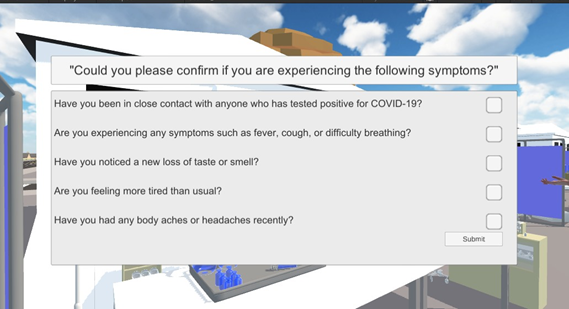 "Could you please confirm if you are experiencing the following symptoms?"
Have you been in close contact with anyone who has tested positive for COVID-19?
Are you experiencing any symptoms such as fever, cough, or difficulty breathing?
Have you noticed a new loss of taste or smell?
Are you feeling more tired than usual?
Have you had any body aches or headaches recently?
Submit